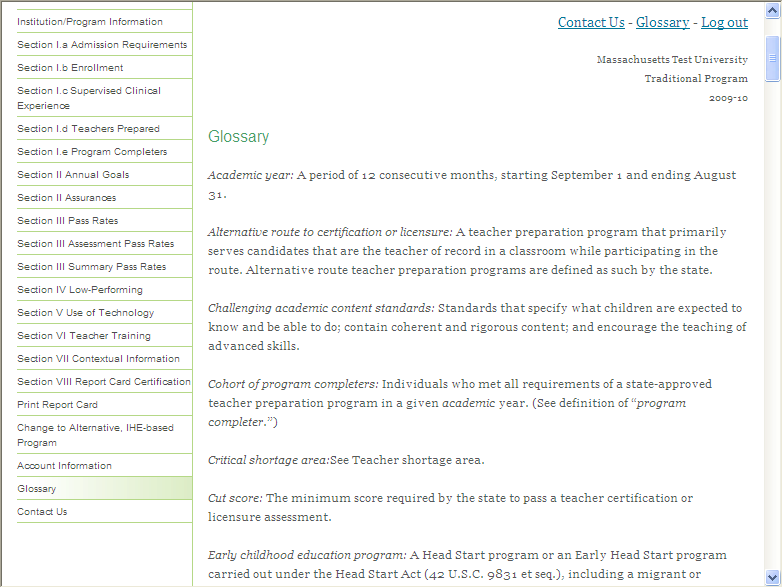 Institution/Program Information
Section I.a Admission Requirements
Section I.b Enrollment
Section I.c Supervised Clinical
Experience
Section I.d Teachers Prepared
Section I.e Program Completers
Section II Annual Goals
Section II Assurances
Section III Pass Rates
Section III Assessment Pass Rates
Section III Summary Pass Rates
Section IV Low-Performing
Section V Use of Technology
Section VI Teacher Training
Section VII Contextual Information
Section VIII Report Card Certification
Print Report Card
Change to Alternative, IHE-based
Program
Account Information
Glossary
Contact Us
Contact Us - Glossary - Log out
Massachusetts Test University
Traditional Program
2009-10
Glossary
Academic year: A period of 12 consecutive months, starting September 1 and ending August
31.
Alternative route to certification or licensure: A teacher preparation program that primarily
serves candidates that are the teacher of record in a classroom while participating in the
route. Alternative route teacher preparation programs are defined as such by the state.
Challenging academic content standards: Standards that specify what children are expected to
know and be able to do; contain coherent and rigorous content; and encourage the teaching of
advanced skills.
Cohort of program completers: Individuals who met all requirements of a state-approved
teacher preparation program in a given academic year. (See definition of “program
completer.”)
Critical shortage area:See Teacher shortage area.
Cut score: The minimum score required by the state to pass a teacher certification or
licensure assessment.
Early childhood education program: A Head Start program or an Early Head Start program
carried out under the Head Start Act (42 U.S.C. 9831 et seq.), including a migrant or